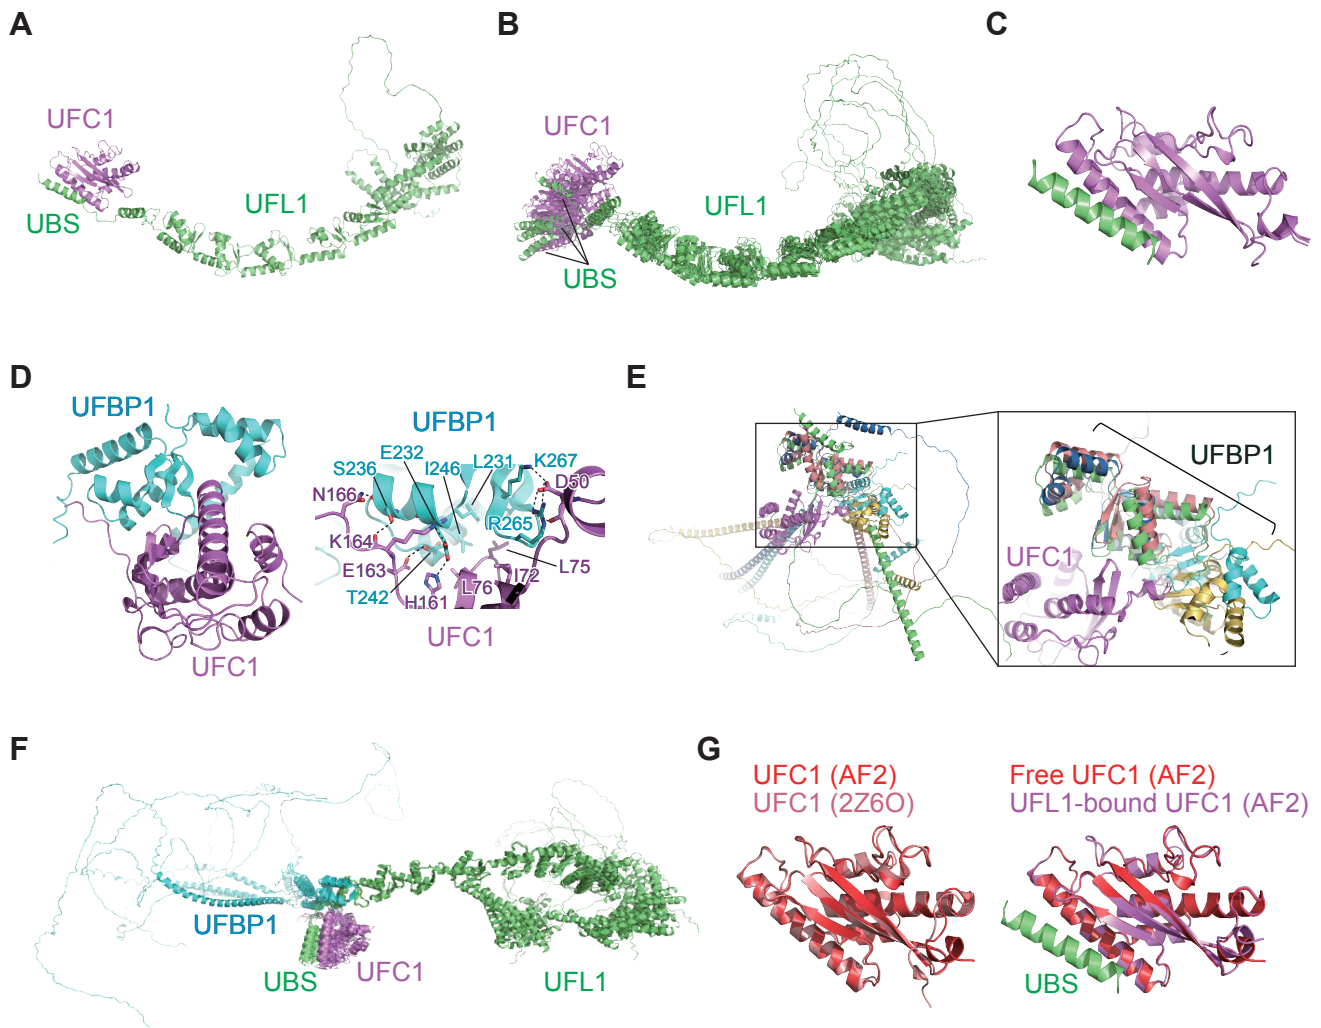 A
UFC1
UBS
UFL1
B
UFC1
UFL1
UBS
C
D
UFBP1
UFC1
UFBP1
E232
S236
I246
L231
K267
N166
D50
R265
K164
E163
L75
I72
L76
T242
H161
UFC1
E
UFBP1
UFC1
F
UFBP1
UBS
UFC1
UFL1
G
UFC1 (AF2)
UFC1 (2Z6O)
Free UFC1 (AF2)
UFL1-bound UFC1 (AF2)
UBS